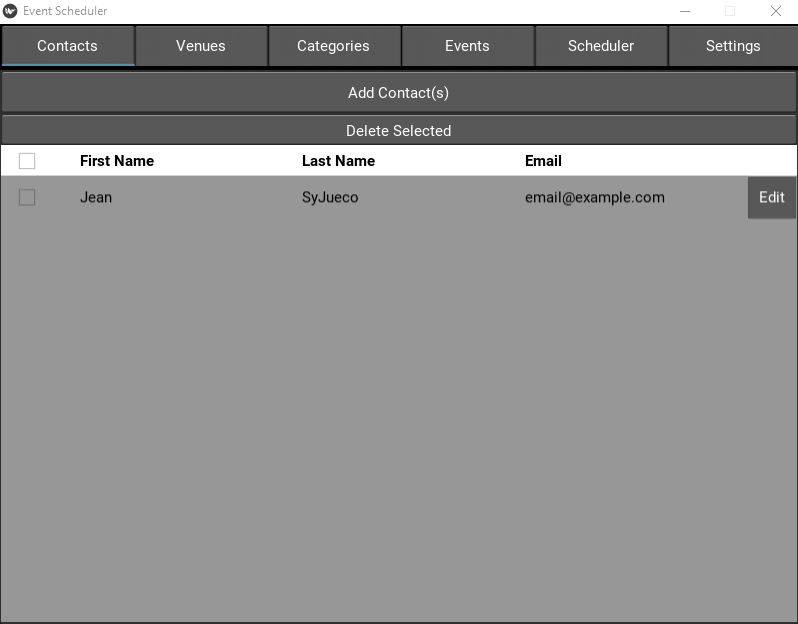 Event Scheduler
Contacts Venues Categories Events Scheduler Settings
Add Contact(s)
Delete Selected
First Name Last Name Email
Jean SyJueco email@example.com Edit